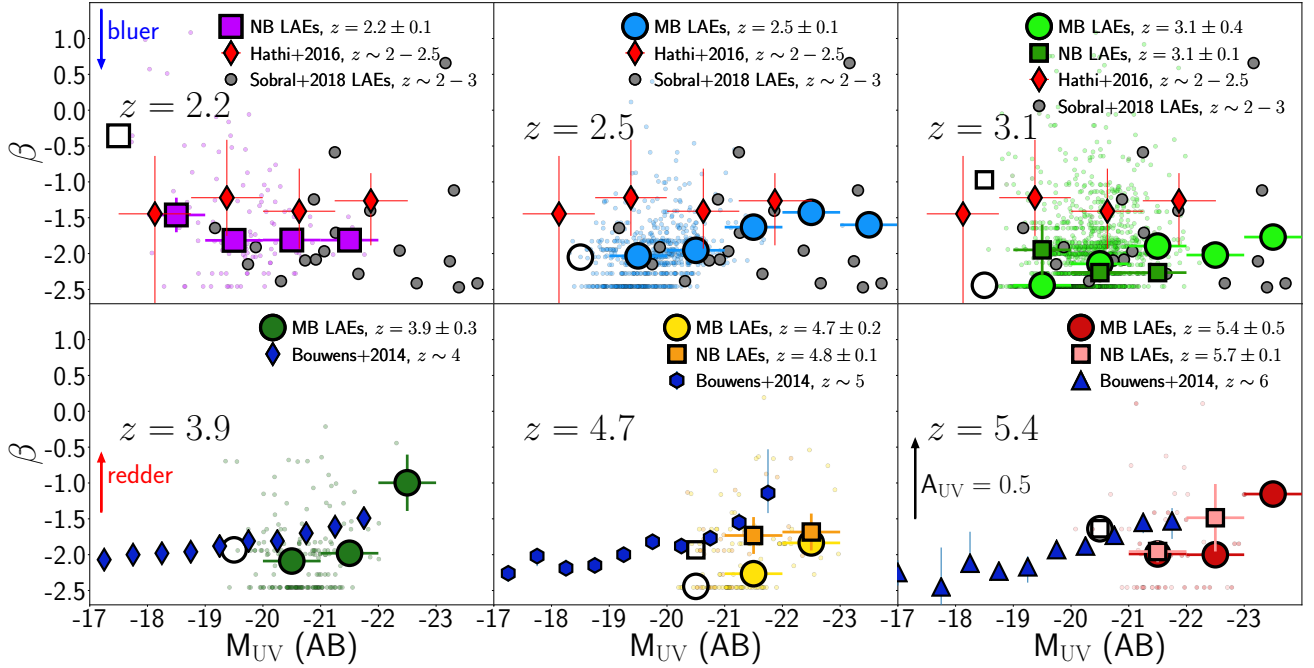 bluer
NB LAEs, z = 2.2 ± 0.1
Hathi+2016, z ∼ 2 − 2.5
Sobral+2018 LAEs, z ∼ 2 − 3
z = 2.2
MB LAEs, z = 2.5 ± 0.1
Hathi+2016, z ∼ 2 − 2.5
Sobral+2018 LAEs, z ∼ 2 − 3
z = 2.5
MB LAEs, z = 3.1 ± 0.4
NB LAEs, z = 3.1 ± 0.1
Hathi+2016, z ∼ 2 − 2.5
Sobral+2018 LAEs, z ∼ 2 − 3
z = 3.1
β
1.0
0.5
0.0
-0.5
-1.0
-1.5
-2.0
-2.5
MB LAEs, z = 3.9 ± 0.3
Bouwens+2014, z ∼ 4
z = 3.9
redder
MB LAEs, z = 4.7 ± 0.2
NB LAEs, z = 4.8 ± 0.1
Bouwens+2014, z ∼ 5
z = 4.7
MB LAEs, z = 5.4 ± 0.5
NB LAEs, z = 5.7 ± 0.1
Bouwens+2014, z ∼ 6
z = 5.4
A_UV = 0.5
β
1.0
0.5
0.0
-0.5
-1.0
-1.5
-2.0
-2.5
-17 -18 -19 -20 -21 -22 -23 -17 -18 -19 -20 -21 -22 -23 -17 -18 -19 -20 -21 -22 -23
M_UV (AB) M_UV (AB) M_UV (AB)